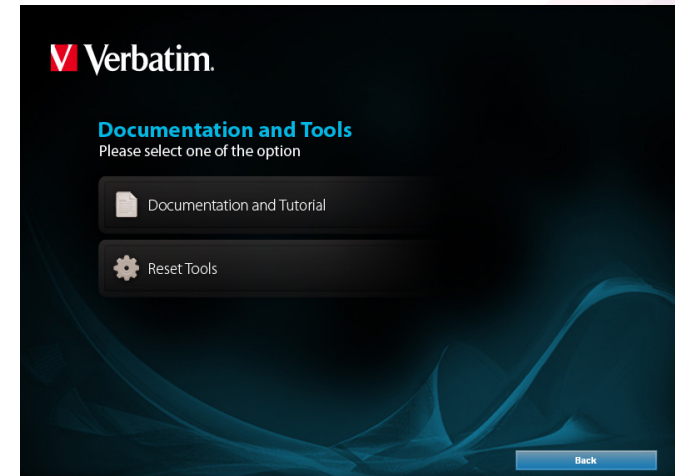 Verbatim.
Documentation and Tools
Please select one of the option
Documentation and Tutorial
Reset Tools
Back